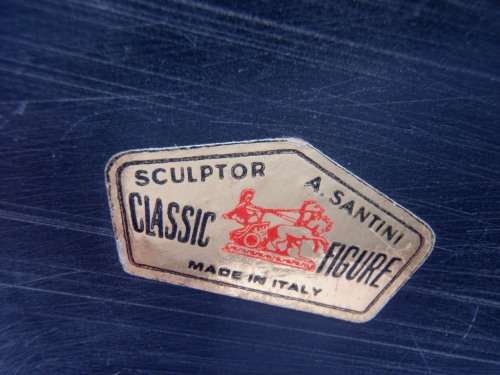 SCULPTOR A. SANTINI
CLASSIC FIGURE
MADE IN ITALY